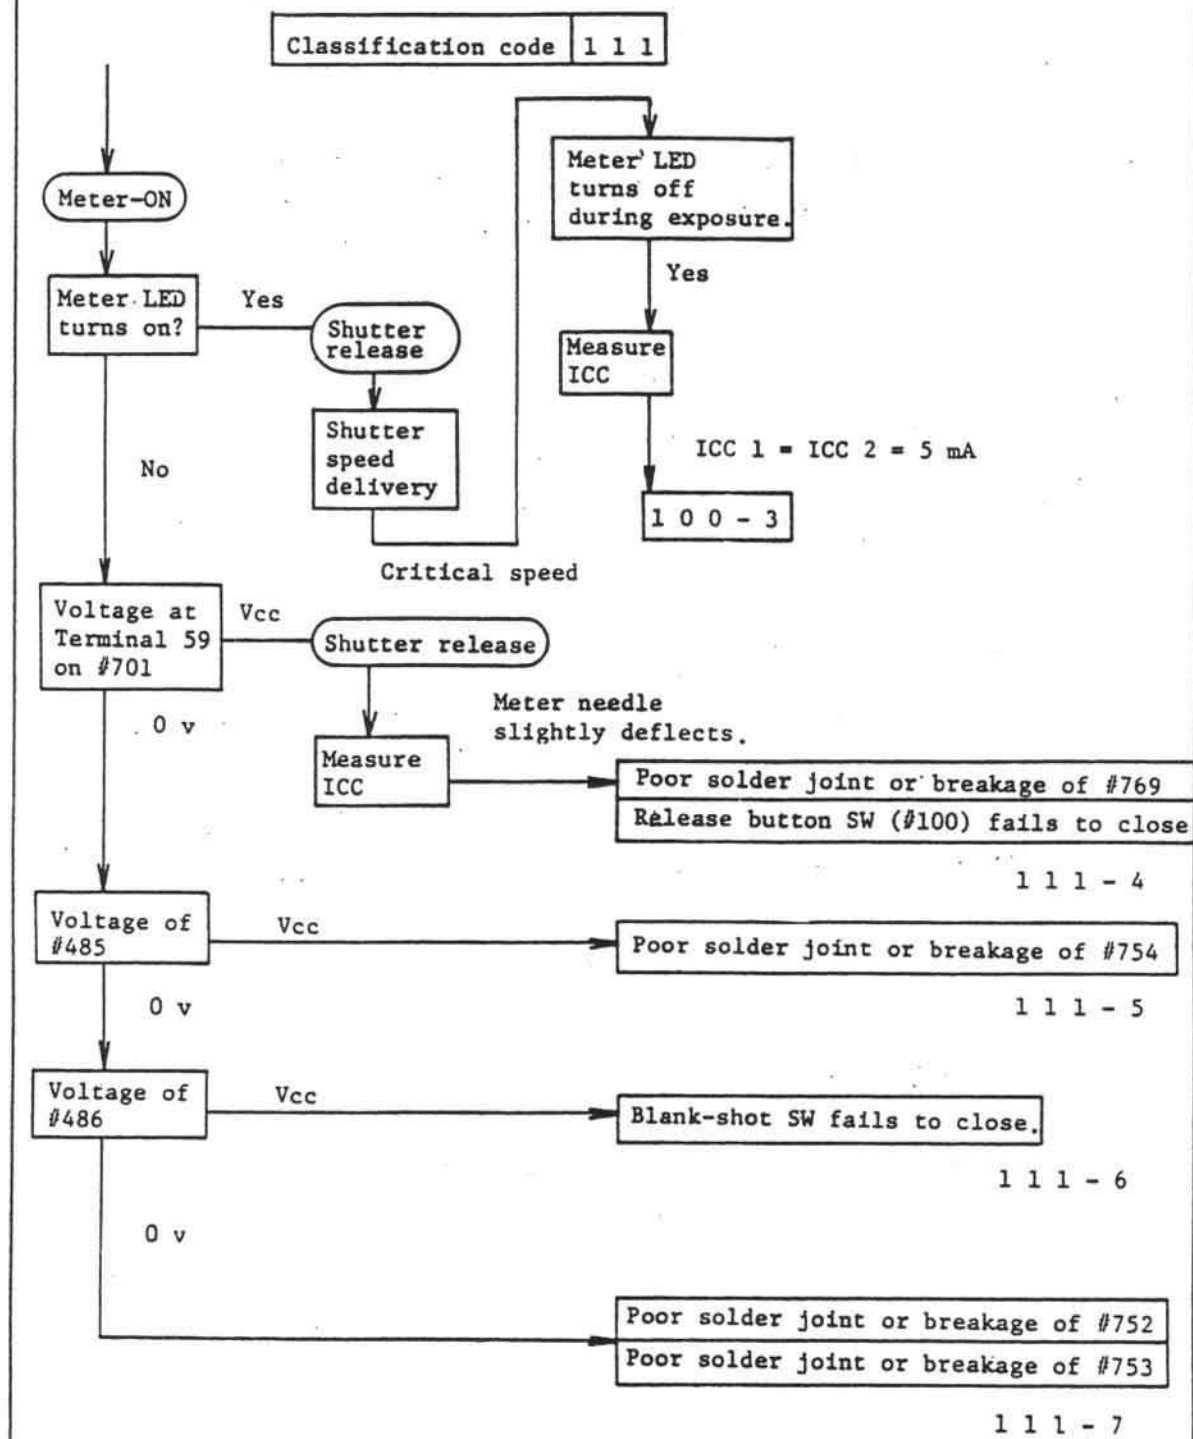 Classification code 1 1 1
Meter-ON
Meter LED
turns on?
Yes
Shutter
release
Shutter
speed
delivery
Critical speed
Meter LED
turns off
during exposure.
Yes
Measure
ICC
ICC 1 = ICC 2 = 5 mA
1 0 0 - 3
No
Voltage at
Terminal 59
on #701
Vcc
Shutter release
Measure
ICC
Meter needle
slightly deflects.
Poor solder joint or breakage of #769
Release button SW (#100) fails to close
1 1 1 - 4
0 v
Voltage of
#485
Vcc
Poor solder joint or breakage of #754
1 1 1 - 5
0 v
Voltage of
#486
Vcc
Blank-shot SW fails to close.
1 1 1 - 6
0 v
Poor solder joint or breakage of #752
Poor solder joint or breakage of #753
1 1 1 - 7